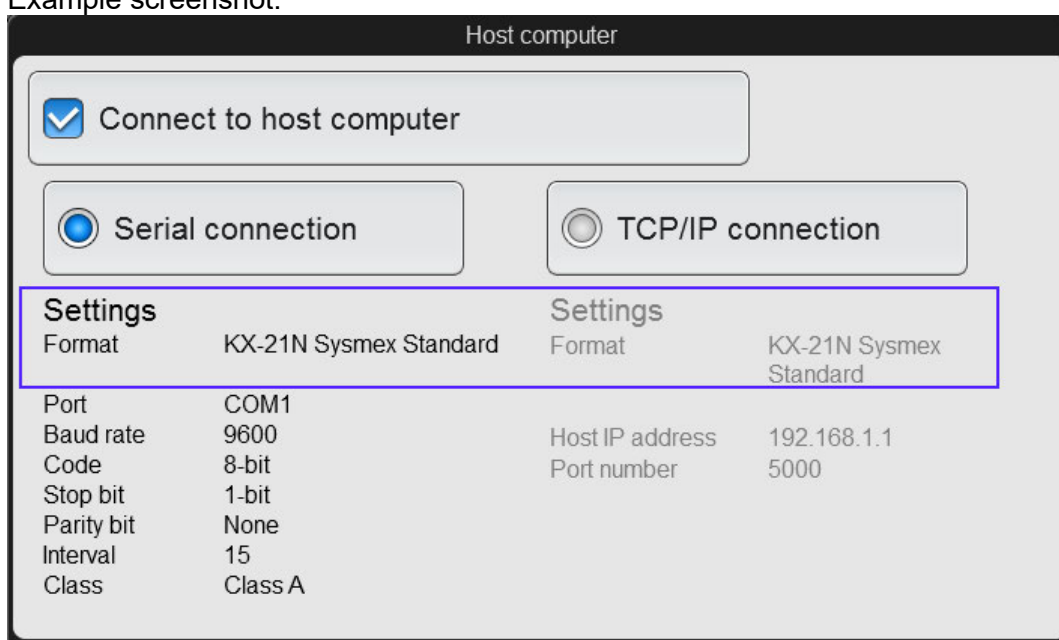 Example screenshot:
Host computer
Connect to host computer
Serial connection
TCP/IP connection
Settings
Format KX-21N Sysmex Standard
Port COM1
Baud rate 9600
Code 8-bit
Stop bit 1-bit
Parity bit None
Interval 15
Class Class A
Settings
Format KX-21N Sysmex
Standard
Host IP address 192.168.1.1
Port number 5000